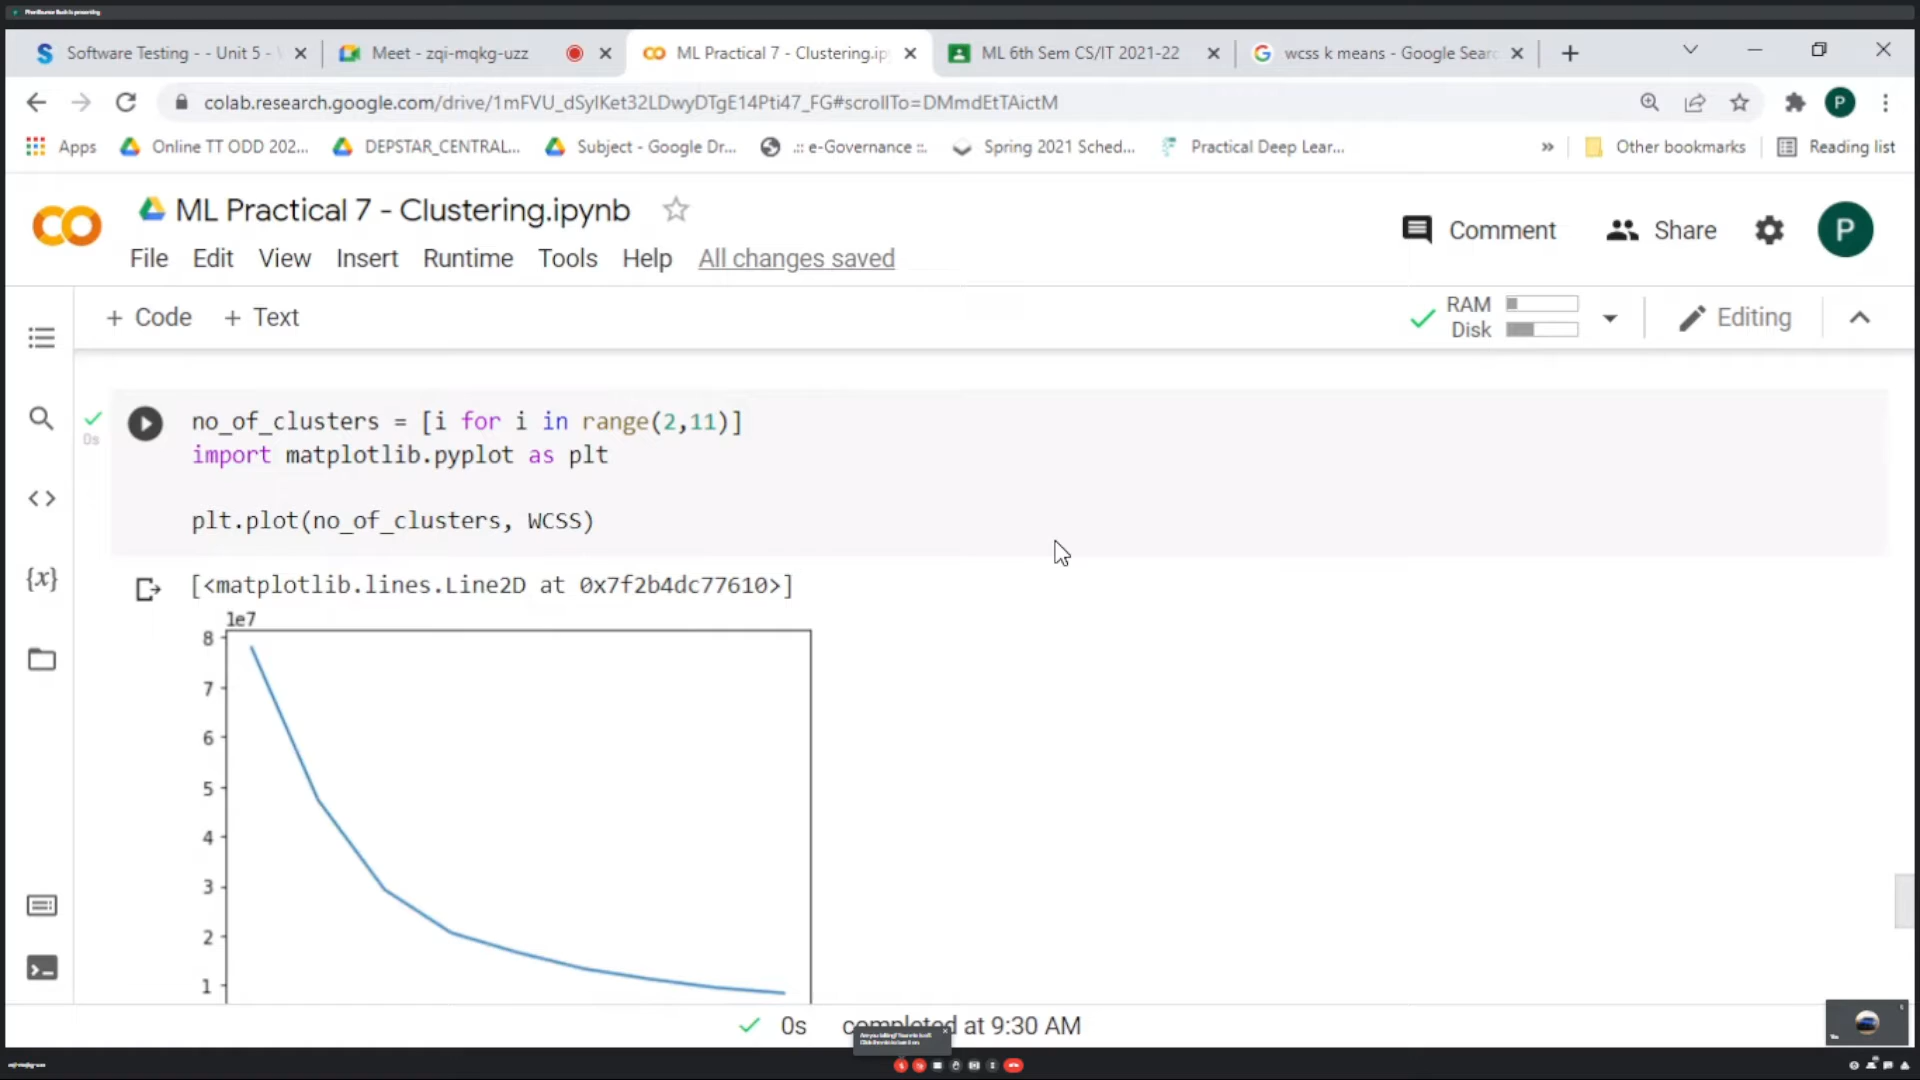 Software Testing - - Unit 5 -
Meet - zqi-mqkg-uzz
ML Practical 7 - Clustering.ip
ML 6th Sem CS/IT 2021-22
wcss k means - Google Sear
colab.research.google.com/drive/1mFVU_dSyIKet32LDwyDTgE14Pti47_FG#scrollTo=DMmdEtTAictM
P
Apps
Online TT ODD 202...
DEPSTAR_CENTRAL...
Subject - Google Dr...
.:: e-Governance ::.
Spring 2021 Sched...
Practical Deep Lear...
»
Other bookmarks
Reading list
ML Practical 7 - Clustering.ipynb
Comment
Share
P
File Edit View Insert Runtime Tools Help All changes saved
+ Code + Text
RAM
Disk
Editing
0s
no_of_clusters = [i for i in range(2,11)]
import matplotlib.pyplot as plt
plt.plot(no_of_clusters, WCSS)
[<matplotlib.lines.Line2D at 0x7f2b4dc77610>]
1e7
8
7
6
5
4
3
2
1
0s completed at 9:30 AM